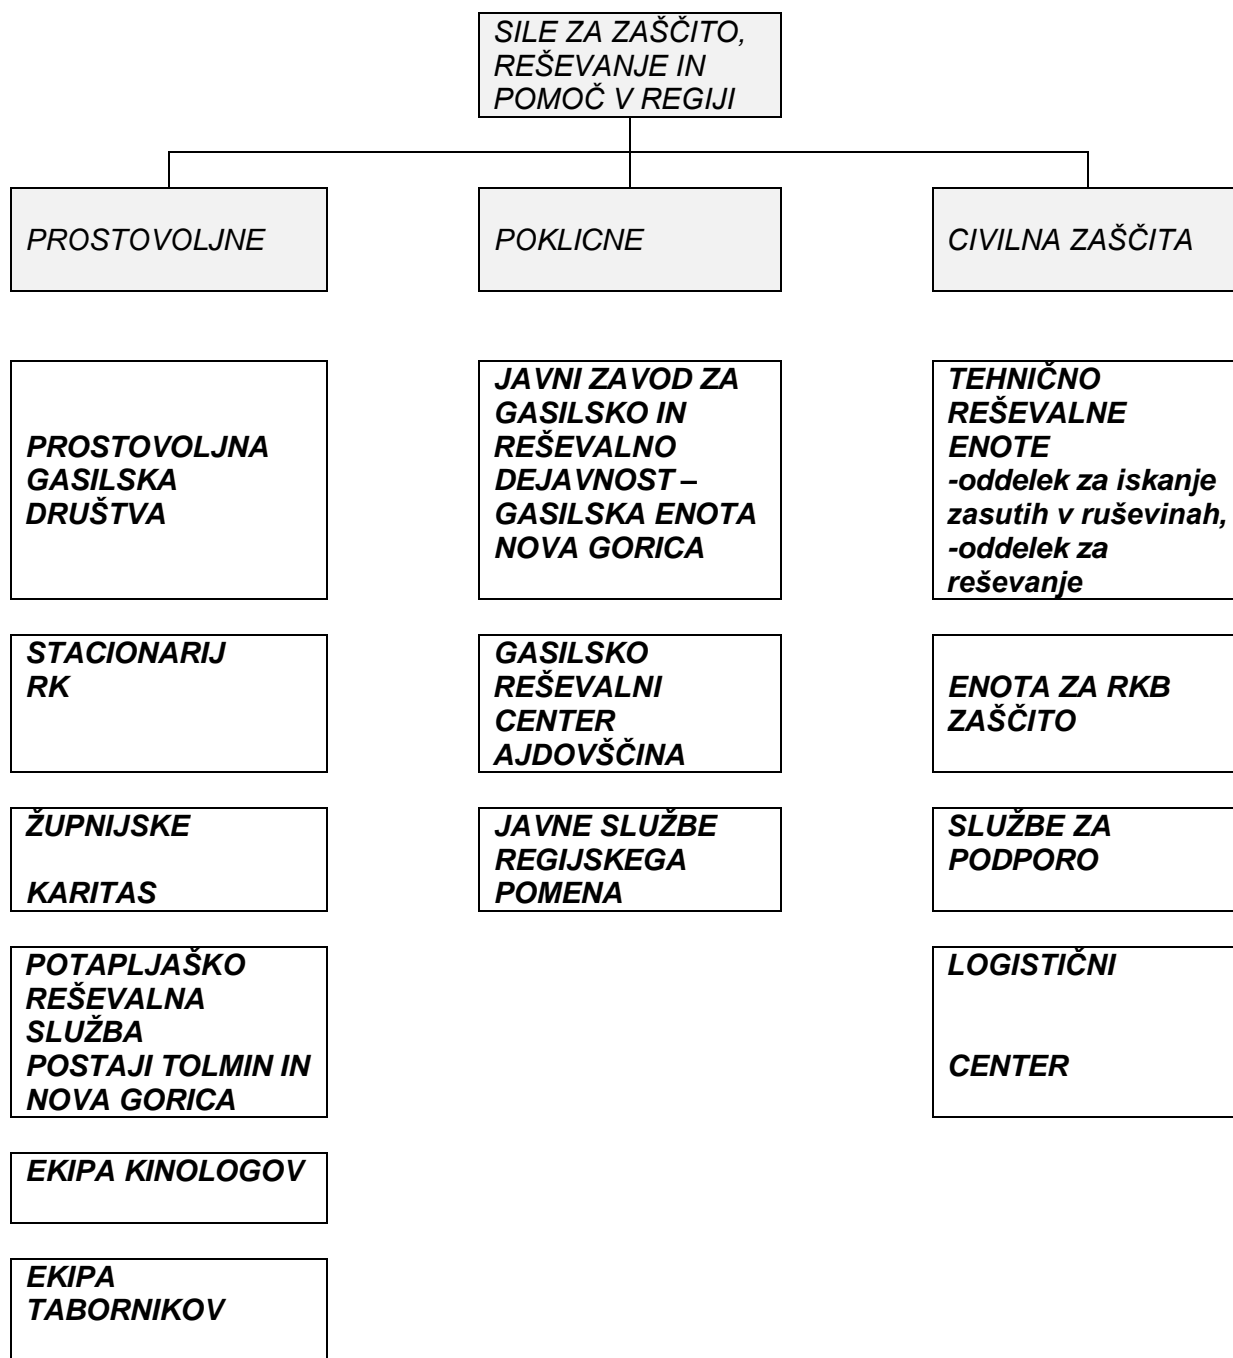 SILE ZA ZAŠČITO,
REŠEVANJE IN
POMOČ V REGIJI
PROSTOVOLJNE
POKLICNE
CIVILNA ZAŠČITA
PROSTOVOLJNA
GASILSKA
DRUŠTVA
JAVNI ZAVOD ZA
GASILSKO IN
REŠEVALNO
DEJAVNOST –
GASILSKA ENOTA
NOVA GORICA
TEHNIČNO
REŠEVALNE
ENOTE
-oddelek za iskanje
zasutih v ruševinah,
-oddelek za
reševanje
STACIONARIJ
RK
GASILSKO
REŠEVALNI
CENTER
AJDOVŠČINA
ENOTA ZA RKB
ZAŠČITO
ŽUPNIJSKE
KARITAS
JAVNE SLUŽBE
REGIJSKEGA
POMENA
SLUŽBE ZA
PODPORO
POTAPLJAŠKO
REŠEVALNA
SLUŽBA
POSTAJI TOLMIN IN
NOVA GORICA
LOGISTIČNI
CENTER
EKIPA KINOLOGOV
EKIPA
TABORNIKOV